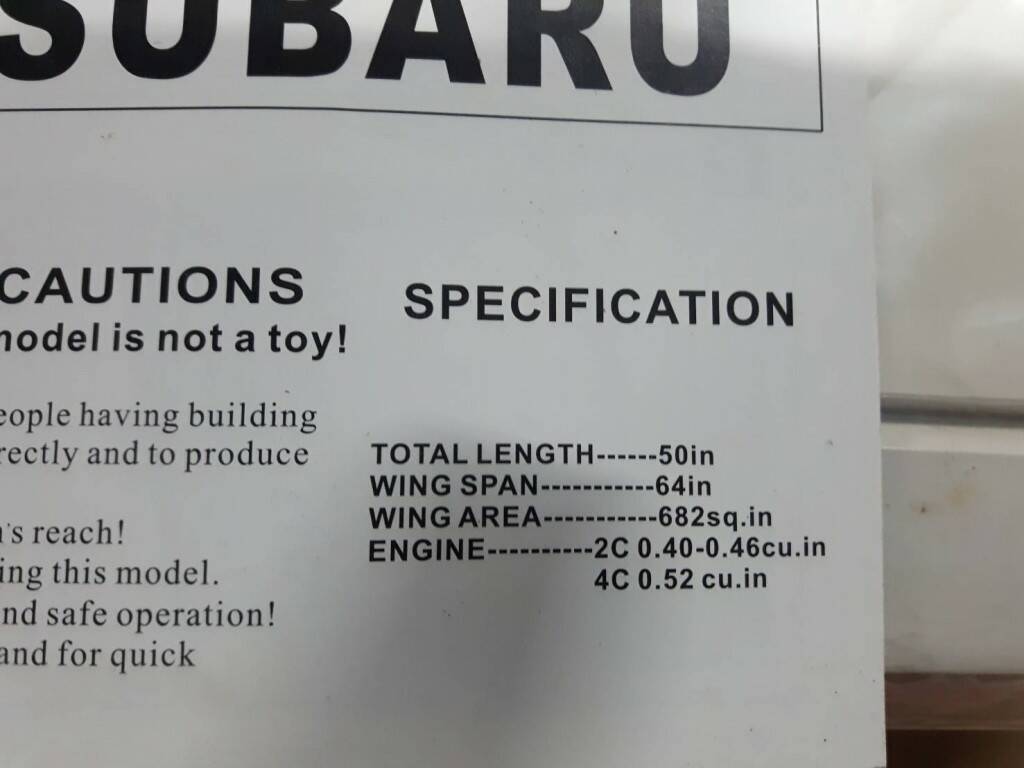 SUBARU
CAUTIONS
model is not a toy!
people having building
rectly and to produce
's reach!
ing this model.
nd safe operation!
and for quick
SPECIFICATION
TOTAL LENGTH------50in
WING SPAN-----------64in
WING AREA-----------682sq.in
ENGINE----------2C 0.40-0.46cu.in
4C 0.52 cu.in